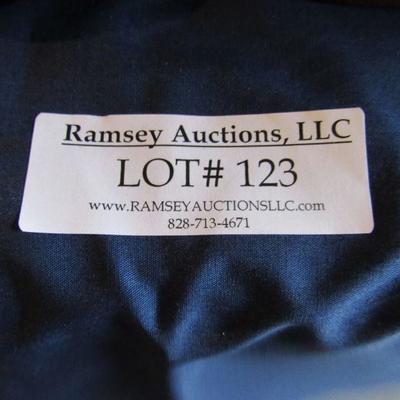 Ramsey Auctions, LLC
LOT# 123
www.RAMSEYAUCTIONSLLC.com
828-713-4671